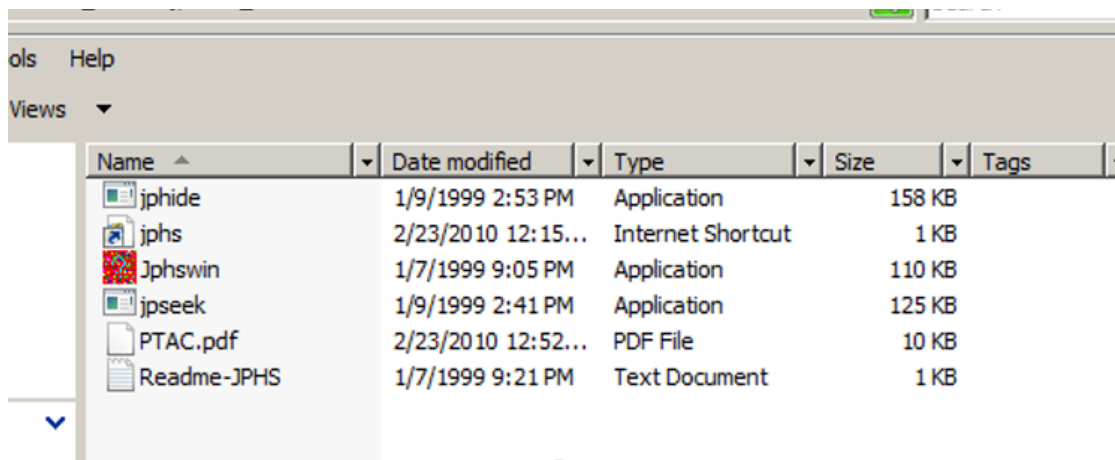 ols Help
Views
Name Date modified Type Size Tags
jphide 1/9/1999 2:53 PM Application 158 KB
jphs 2/23/2010 12:15... Internet Shortcut 1 KB
Jphswin 1/7/1999 9:05 PM Application 110 KB
jpseek 1/9/1999 2:41 PM Application 125 KB
PTAC.pdf 2/23/2010 12:52... PDF File 10 KB
Readme-JPHS 1/7/1999 9:21 PM Text Document 1 KB